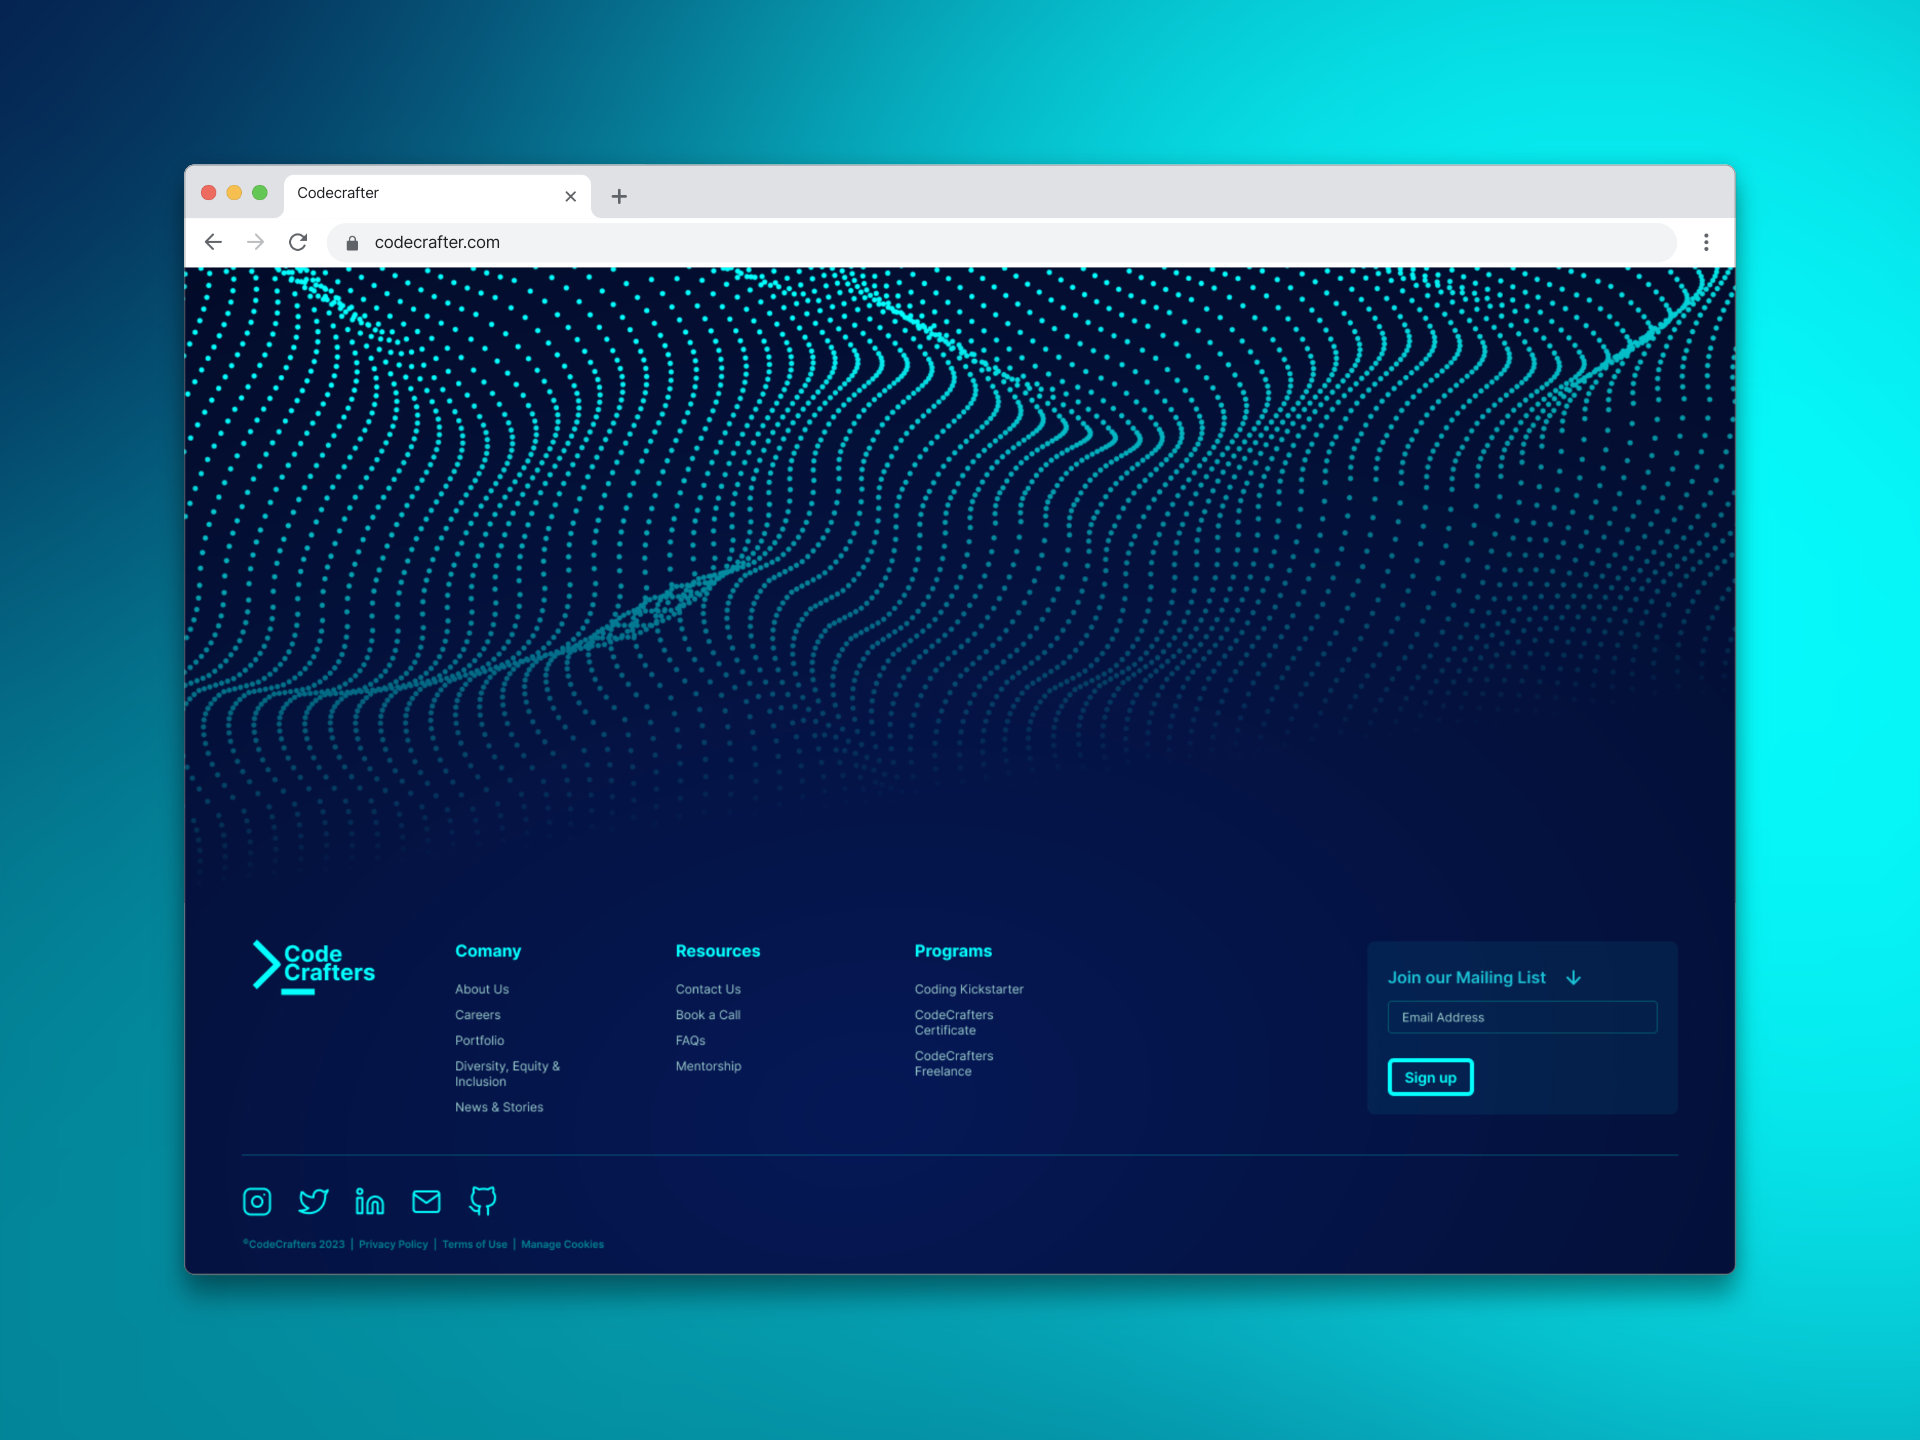 Codecrafter
codecrafter.com
Code
Crafters
Comany
About Us
Careers
Portfolio
Diversity, Equity &
Inclusion
News & Stories
Resources
Contact Us
Book a Call
FAQs
Mentorship
Programs
Coding Kickstarter
CodeCrafters
Certificate
CodeCrafters
Freelance
Join our Mailing List
Email Address
Sign up
©CodeCrafters 2023 | Privacy Policy | Terms of Use | Manage Cookies